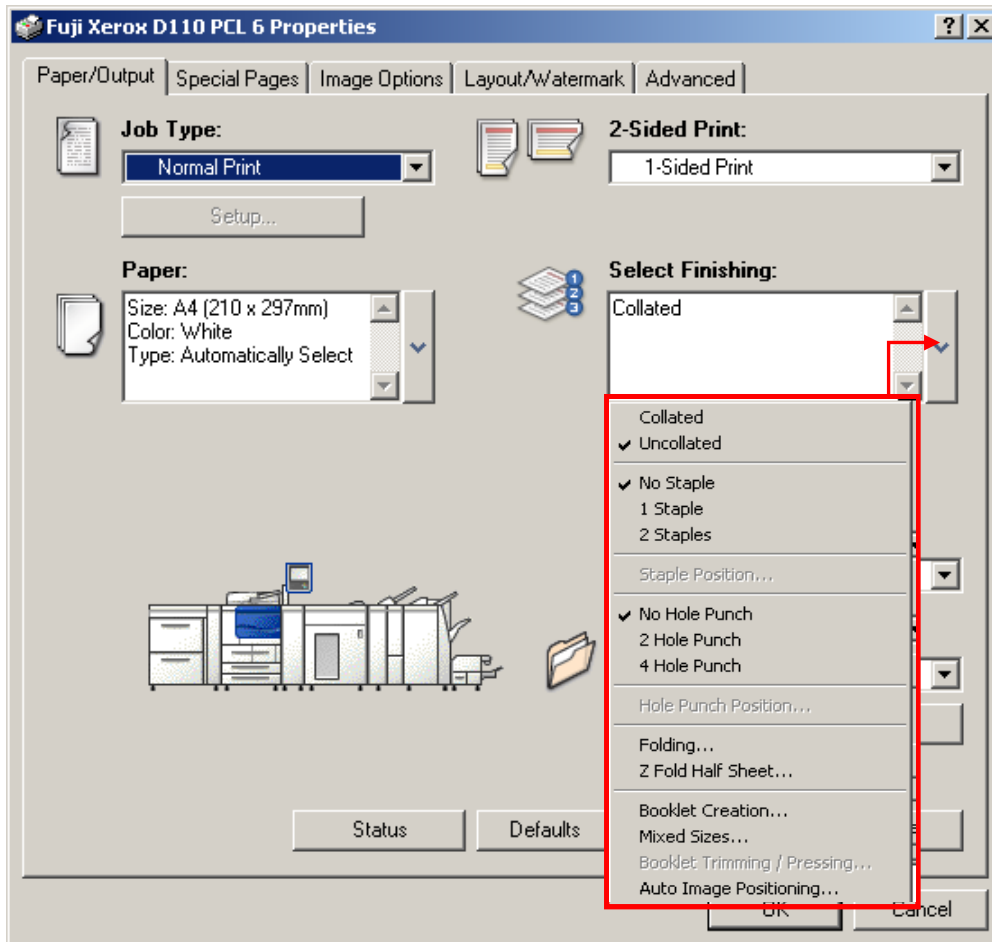 Fuji Xerox D110 PCL 6 Properties
Paper/Output
Special Pages
Image Options
Layout/Watermark
Advanced
Job Type:
Normal Print
Setup...
2-Sided Print:
1-Sided Print
Paper:
Size: A4 (210 x 297mm)
Color: White
Type: Automatically Select
Select Finishing:
1
2
3
Collated
Collated
Uncollated
No Staple
1 Staple
2 Staples
Staple Position...
No Hole Punch
2 Hole Punch
4 Hole Punch
Hole Punch Position...
Folding...
Z Fold Half Sheet...
Booklet Creation...
Mixed Sizes...
Booklet Trimming / Pressing...
Auto Image Positioning...
Status
Defaults
OK
Cancel